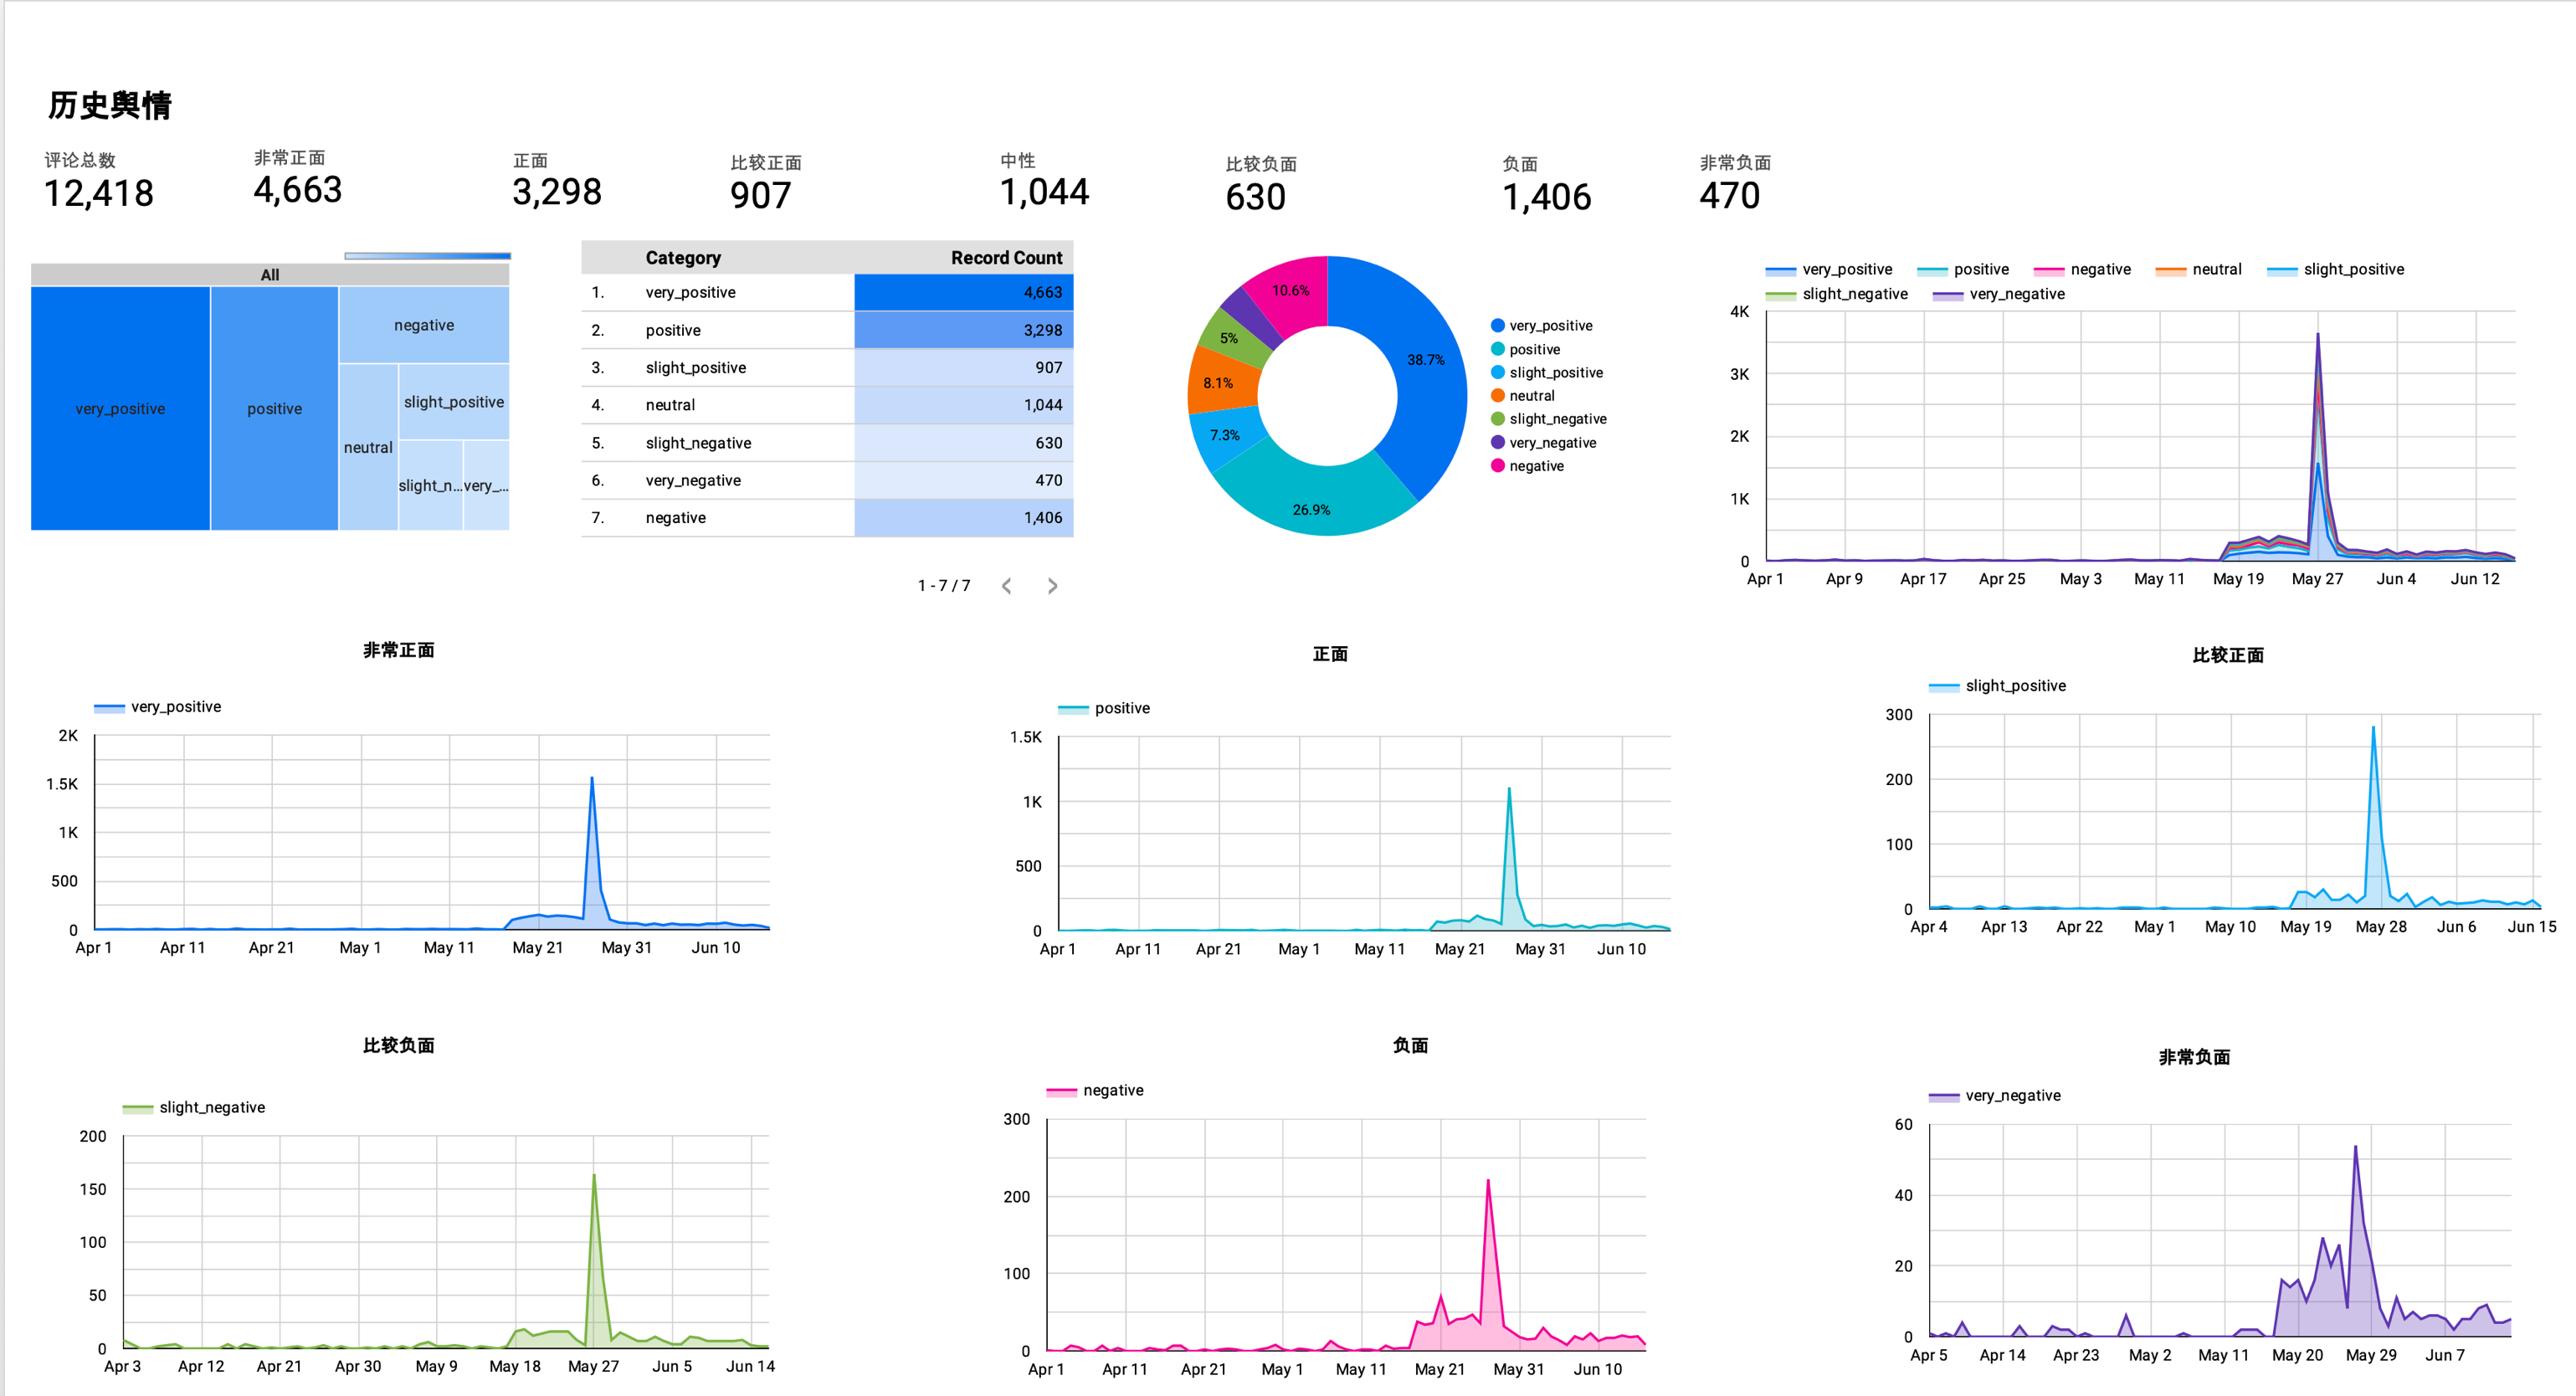 历史舆情
评论总数 非常正面 正面 比较正面 中性 比较负面 负面 非常负面
12,418 4,663 3,298 907 1,044 630 1,406 470
All
very_positive
positive
negative
neutral
slight_positive
slight_n...
very_...
Category Record Count
1. very_positive 4,663
2. positive 3,298
3. slight_positive 907
4. neutral 1,044
5. slight_negative 630
6. very_negative 470
7. negative 1,406
1 - 7 / 7
10.6%
5%
38.7%
8.1%
7.3%
26.9%
very_positive
positive
slight_positive
neutral
slight_negative
very_negative
negative
very_positive positive negative neutral slight_positive
slight_negative very_negative
4K
3K
2K
1K
0
Apr 1 Apr 9 Apr 17 Apr 25 May 3 May 11 May 19 May 27 Jun 4 Jun 12
非常正面
very_positive
2K
1.5K
1K
500
0
Apr 1 Apr 11 Apr 21 May 1 May 11 May 21 May 31 Jun 10
正面
positive
1.5K
1K
500
0
Apr 1 Apr 11 Apr 21 May 1 May 11 May 21 May 31 Jun 10
比较正面
slight_positive
300
200
100
0
Apr 4 Apr 13 Apr 22 May 1 May 10 May 19 May 28 Jun 6 Jun 15
比较负面
slight_negative
200
150
100
50
0
Apr 3 Apr 12 Apr 21 Apr 30 May 9 May 18 May 27 Jun 5 Jun 14
负面
negative
300
200
100
0
Apr 1 Apr 11 Apr 21 May 1 May 11 May 21 May 31 Jun 10
非常负面
very_negative
60
40
20
0
Apr 5 Apr 14 Apr 23 May 2 May 11 May 20 May 29 Jun 7